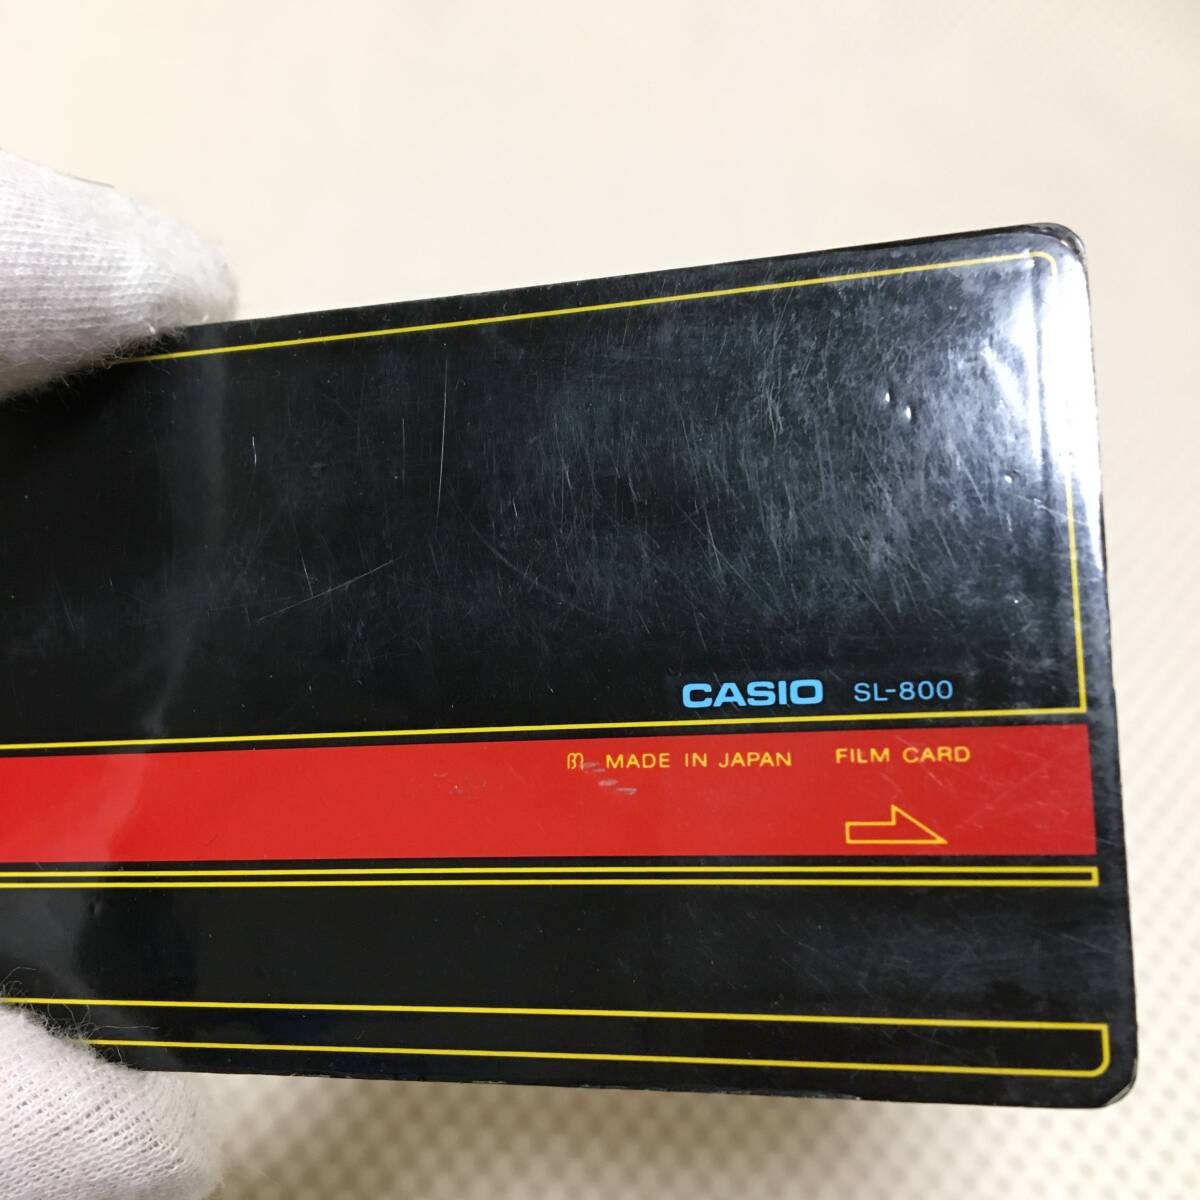 CASIO SL-800
MADE IN JAPAN FILM CARD